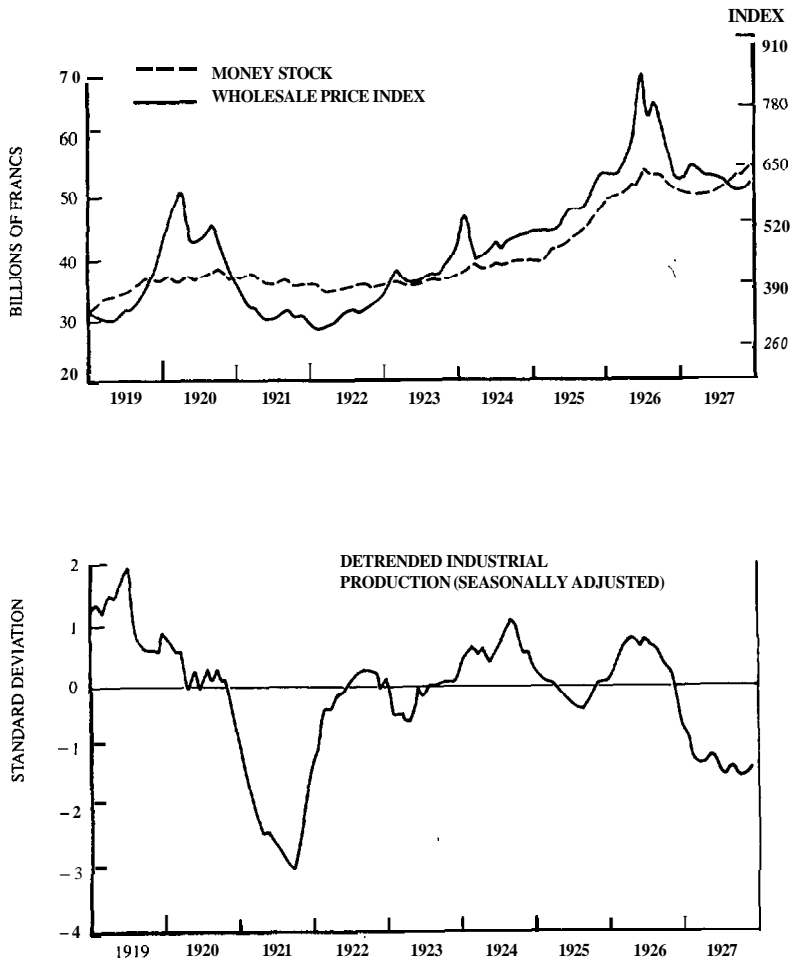 INDEX
MONEY STOCK
WHOLESALE PRICE INDEX
BILLIONS OF FRANCS
70
60
50
40
30
20
910
780
650
520
390
260
1919 1920 1921 1922 1923 1924 1925 1926 1927
DETRENDED INDUSTRIAL
PRODUCTION (SEASONALLY ADJUSTED)
STANDARD DEVIATION
2
1
0
−1
−2
−3
−4
1919 1920 1921 1922 1923 1924 1925 1926 1927